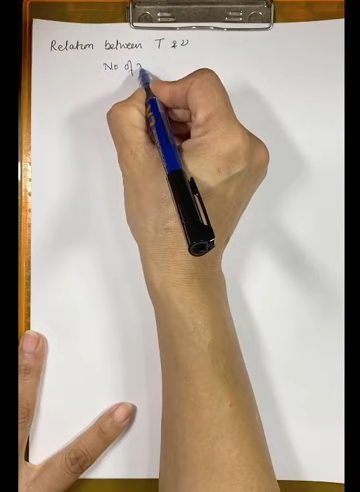 Relation between T & ν
No of